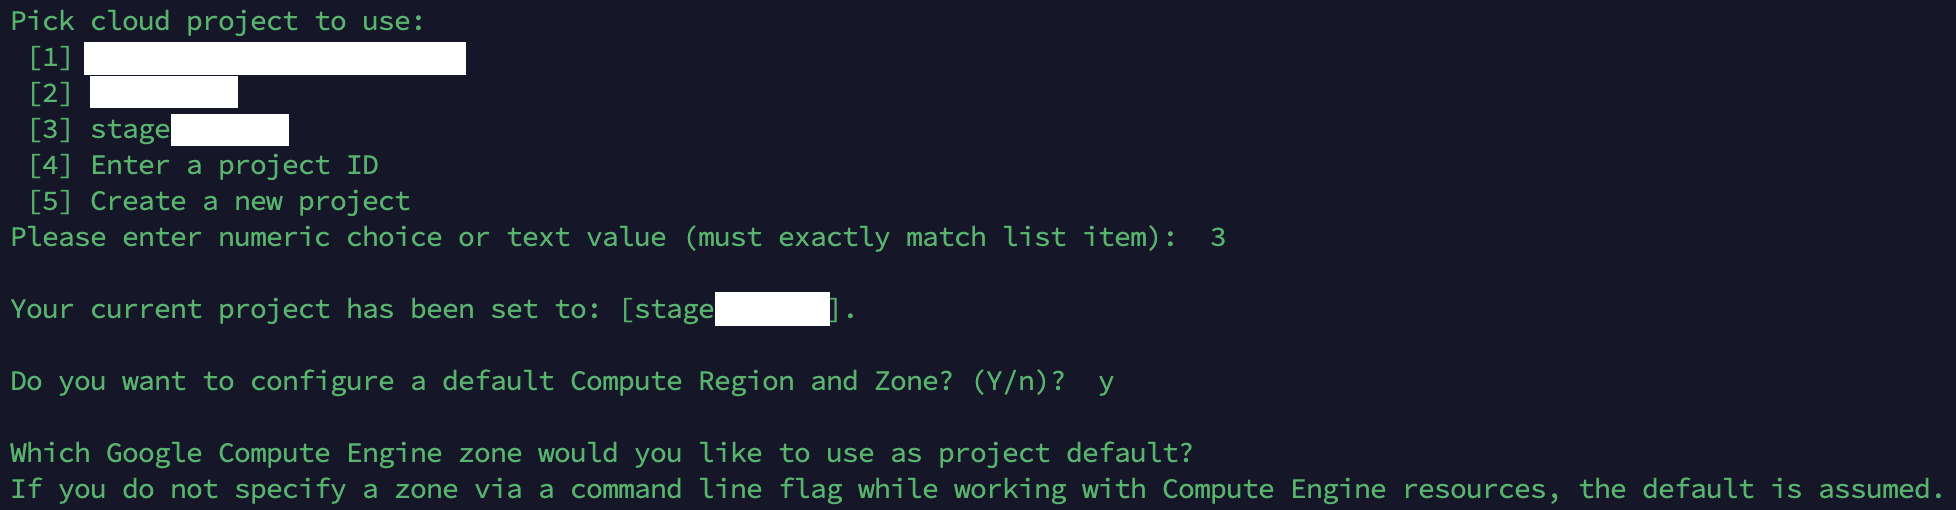 Pick cloud project to use:
[1]
[2]
[3] stage
[4] Enter a project ID
[5] Create a new project
Please enter numeric choice or text value (must exactly match list item):  3
Your current project has been set to: [stage].
Do you want to configure a default Compute Region and Zone? (Y/n)?  y
Which Google Compute Engine zone would you like to use as project default?
If you do not specify a zone via a command line flag while working with Compute Engine resources, the default is assumed.